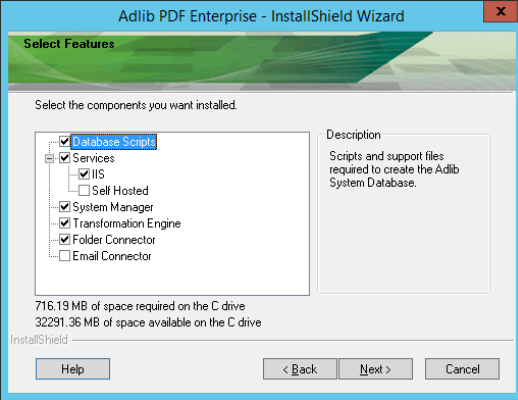 Adlib PDF Enterprise - InstallShield Wizard
x
Select Features
Select the components you want installed.
Database Scripts
Services
IIS
Self Hosted
System Manager
Transformation Engine
Folder Connector
Email Connector
Description
Scripts and support files
required to create the Adlib
System Database.
716.19 MB of space required on the C drive
32291.36 MB of space available on the C drive
InstallShield
Help
< Back
Next >
Cancel